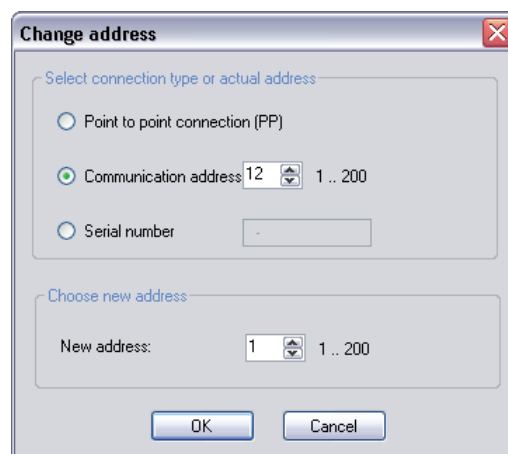 Change address
Select connection type or actual address
Point to point connection (PP)
Communication address 12 1 .. 200
Serial number -
Choose new address
New address: 1 1 .. 200
OK Cancel